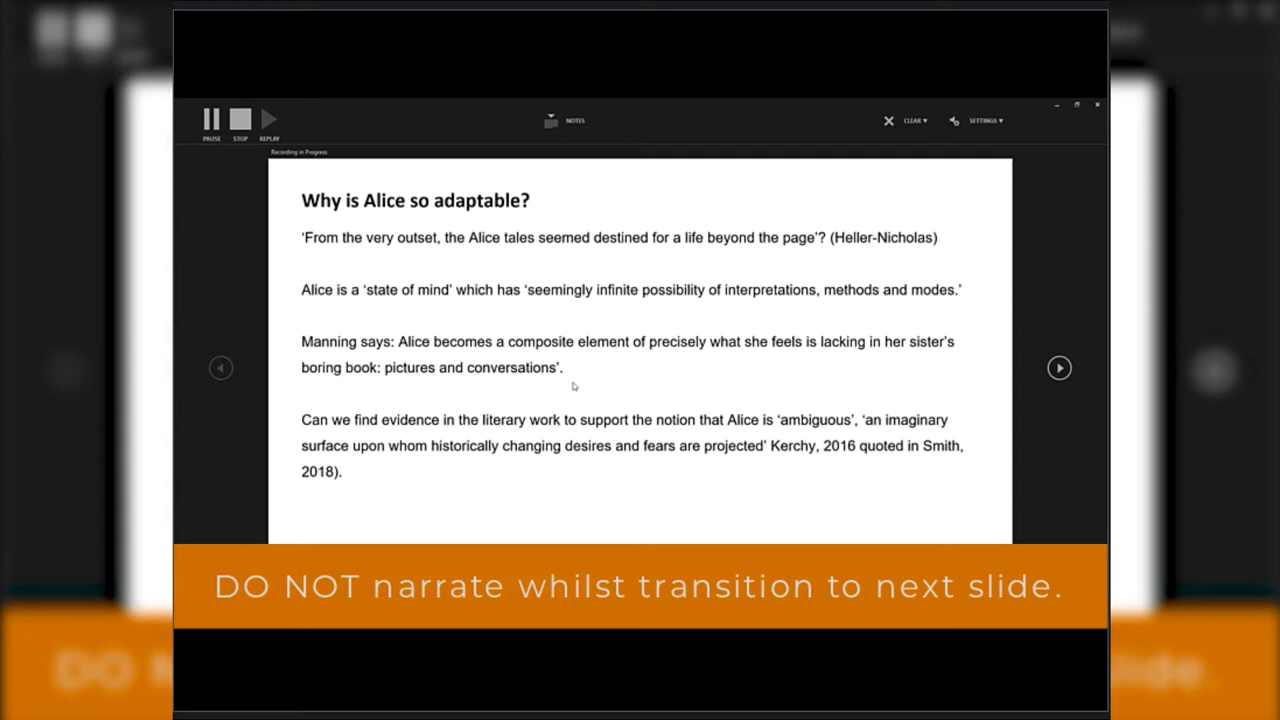 PAUSE STOP REPLAY NOTES CLEAR SETTINGS
Recording in Progress
Why is Alice so adaptable?
‘From the very outset, the Alice tales seemed destined for a life beyond the page’? (Heller-Nicholas)
Alice is a ‘state of mind’ which has ‘seemingly infinite possibility of interpretations, methods and modes.’
Manning says: Alice becomes a composite element of precisely what she feels is lacking in her sister’s
boring book: pictures and conversations’.
Can we find evidence in the literary work to support the notion that Alice is ‘ambiguous’, ‘an imaginary
surface upon whom historically changing desires and fears are projected’ Kerchy, 2016 quoted in Smith,
2018).
DO NOT narrate whilst transition to next slide.